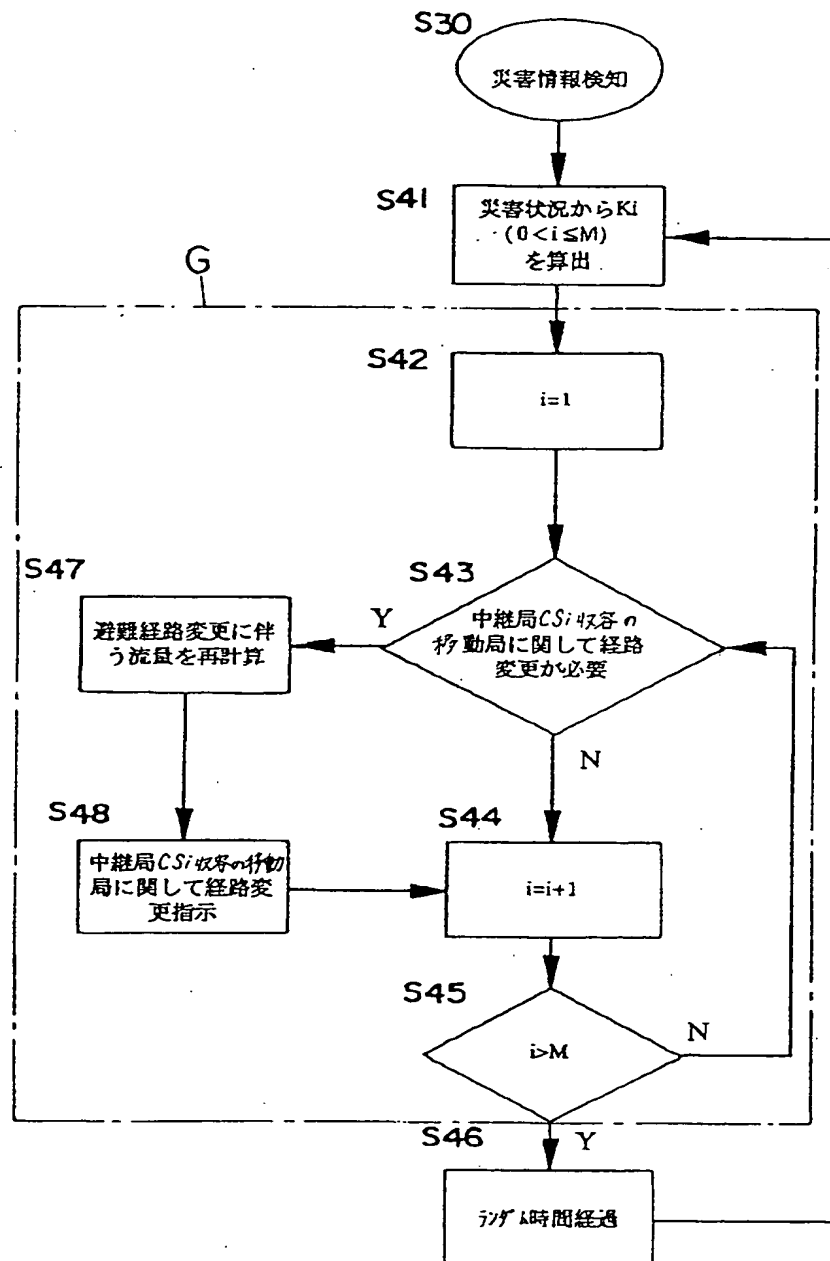 S30
災害情報検知
S41
災害状況からKi
(0<i≤M)
を算出
G
S42
i=1
S43
中継局CSi収容の
移動局に関して経路
変更が必要
Y
N
S47
避難経路変更に伴
う流量を再計算
S48
中継局CSi収容の移動
局に関して経路変
更指示
S44
i=i+1
S45
i>M
N
Y
S46
ランダム時間経過